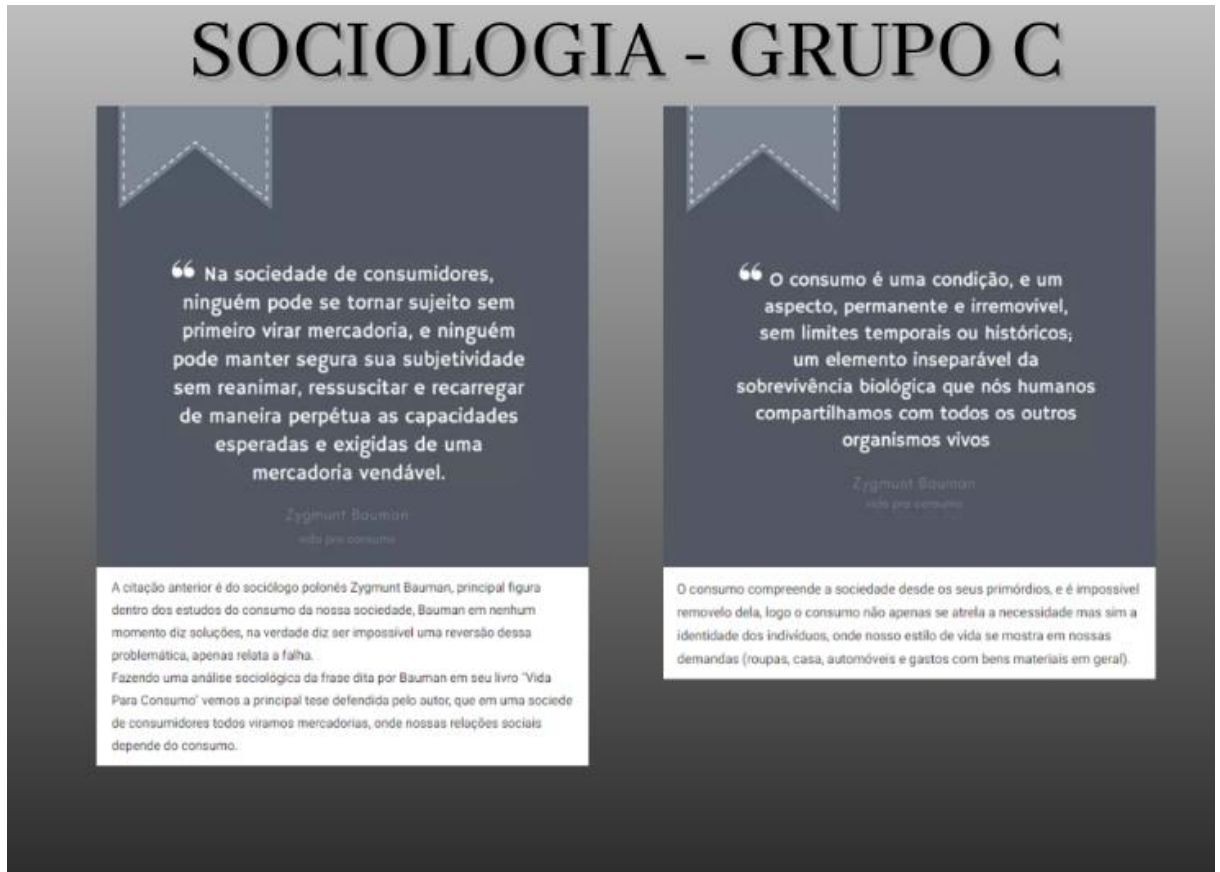 SOCIOLOGIA - GRUPO C
“ Na sociedade de consumidores,
ninguém pode se tornar sujeito sem
primeiro virar mercadoria, e ninguém
pode manter segura sua subjetividade
sem reanimar, ressuscitar e recarregar
de maneira perpétua as capacidades
esperadas e exigidas de uma
mercadoria vendável.
Zygmunt Bauman
vida pra consumo
A citação anterior é do sociólogo polonês Zygmunt Bauman, principal figura
dentro dos estudos do consumo da nossa sociedade, Bauman em nenhum
momento diz soluções, na verdade diz ser impossível uma reversão dessa
problemática, apenas relata a falha.
Fazendo uma análise sociológica da frase dita por Bauman em seu livro "Vida
Para Consumo" vemos a principal tese defendida pelo autor, que em uma sociede
de consumidores todos viramos mercadorias, onde nossas relações sociais
depende do consumo.
“ O consumo é uma condição, e um
aspecto, permanente e irremovivel,
sem limites temporais ou históricos;
um elemento inseparável da
sobrevivência biológica que nós humanos
compartilhamos com todos os outros
organismos vivos
Zygmunt Bauman
vida pra consumo
O consumo compreende a sociedade desde os seus primórdios, e é impossível
removelo dela, logo o consumo não apenas se atrela a necessidade mas sim a
identidade dos indivíduos, onde nosso estilo de vida se mostra em nossas
demandas (roupas, casa, automóveis e gastos com bens materiais em geral).